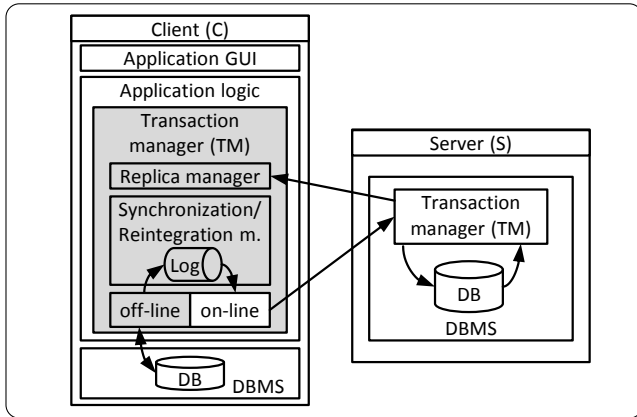 Client (C)
Application GUI
Application logic
Transaction
manager (TM)
Replica manager
Synchronization/
Reintegration m.
Log
off-line
on-line
DB
DBMS
Server (S)
Transaction
manager (TM)
DB
DBMS